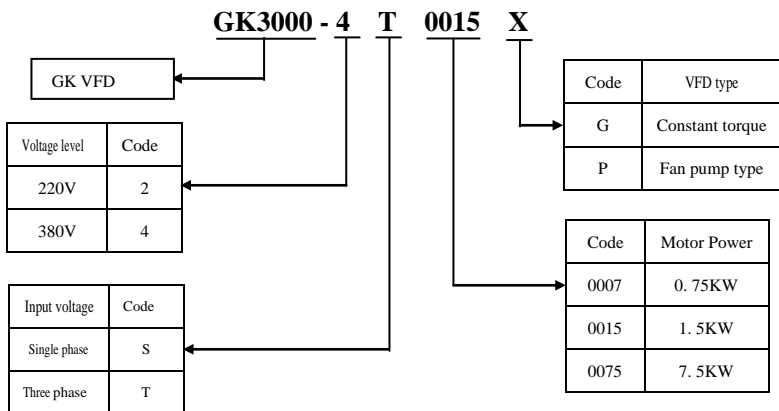 GK3000 - 4 T 0015 X
GK VFD
Voltage level Code
220V 2
380V 4
Input voltage Code
Single phase S
Three phase T
Code VFD type
G Constant torque
P Fan pump type
Code Motor Power
0007 0. 75KW
0015 1. 5KW
0075 7. 5KW